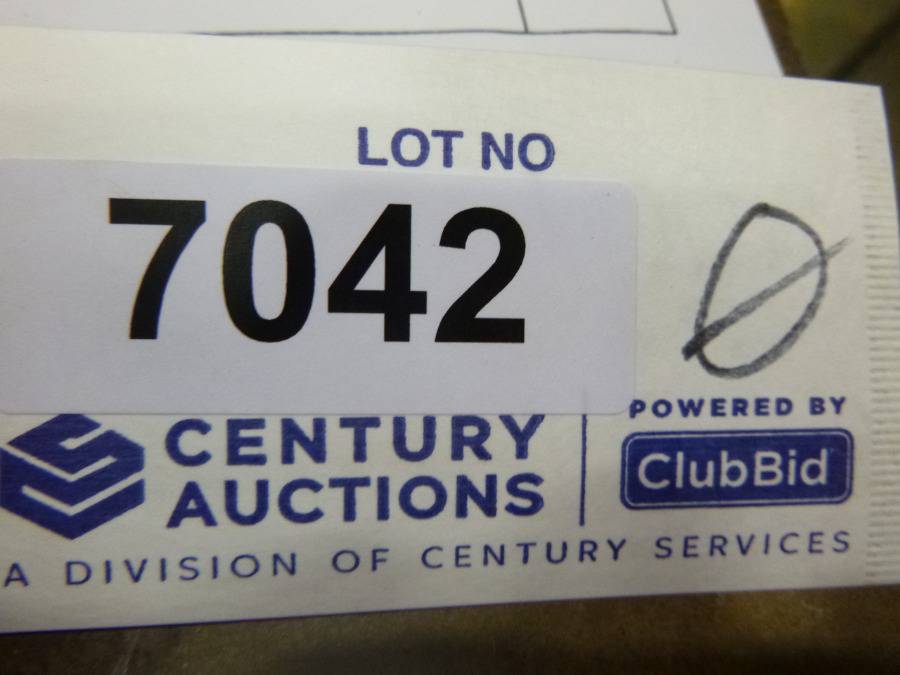 LOT NO
7042
Ø
CENTURY
AUCTIONS
POWERED BY
ClubBid
A DIVISION OF CENTURY SERVICES